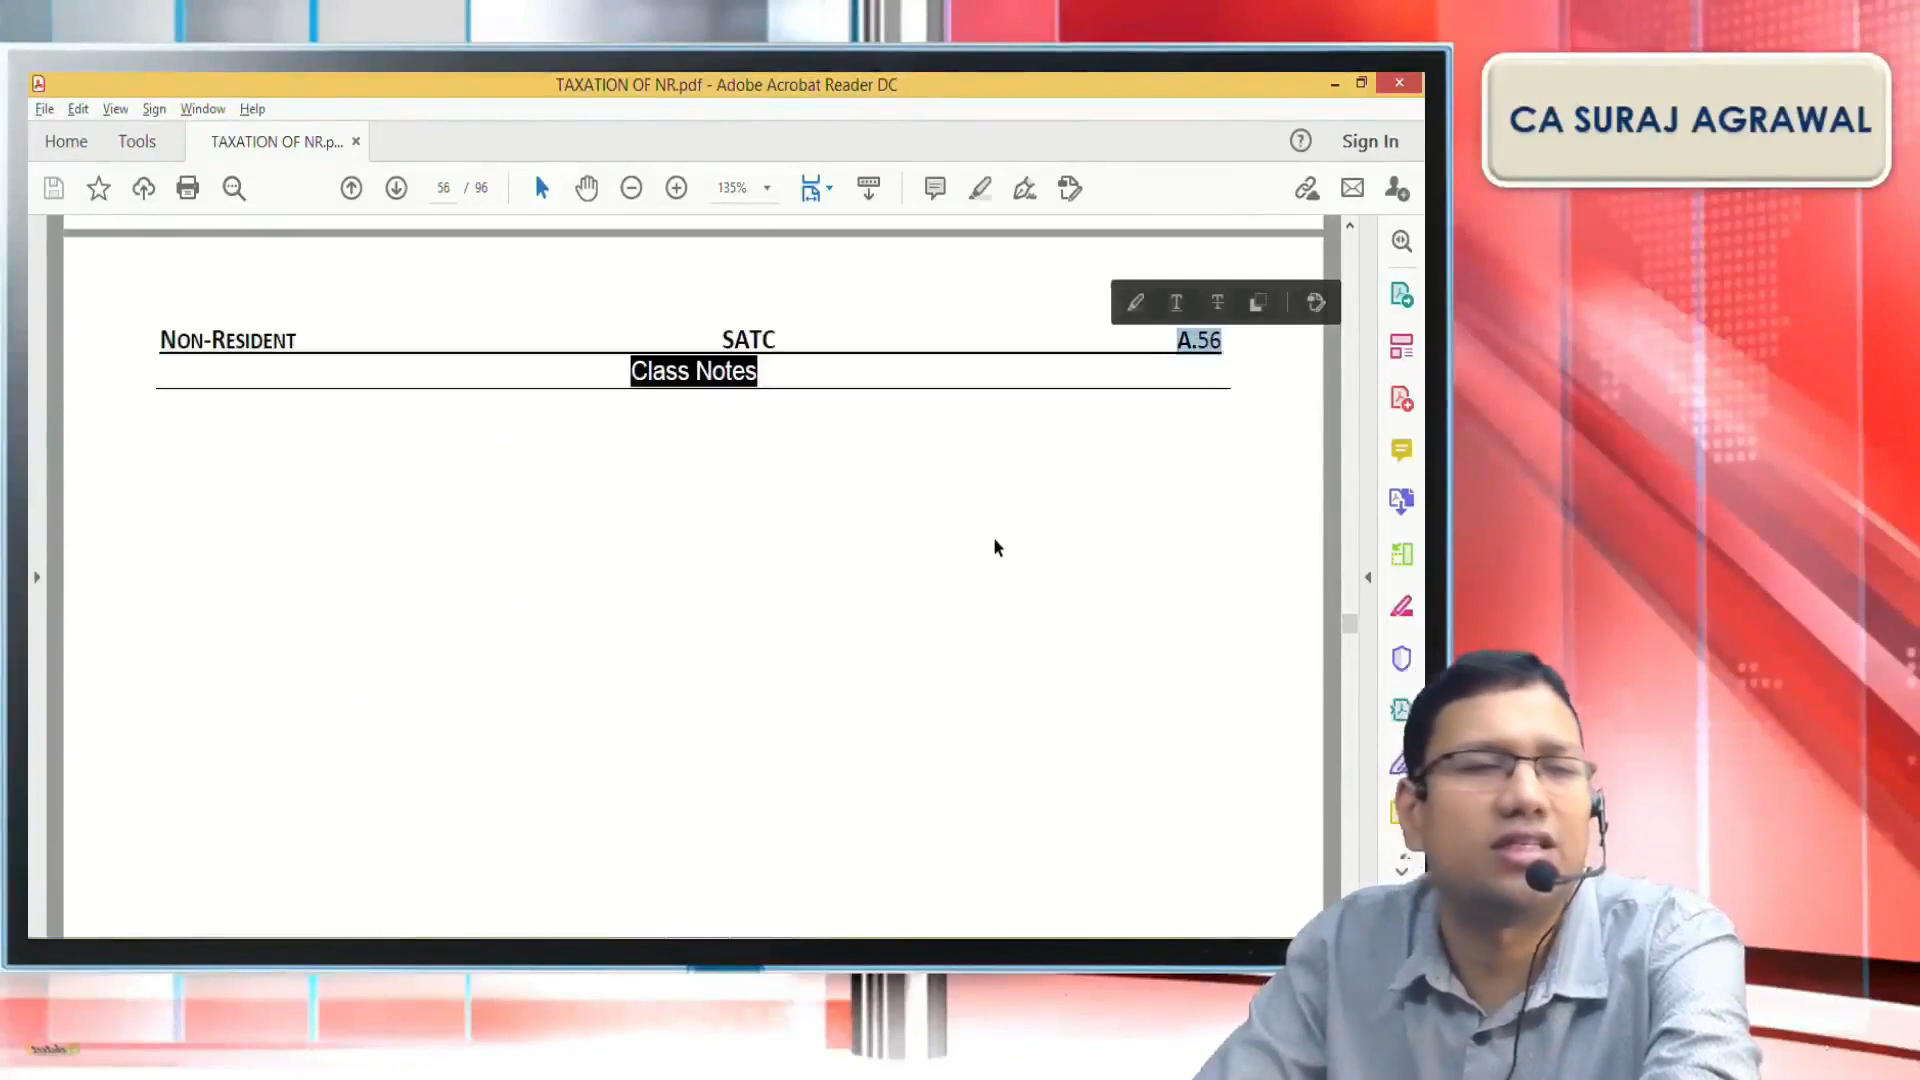 TAXATION OF NR.pdf - Adobe Acrobat Reader DC
CA SURAJ AGRAWAL
File Edit View Sign Window Help
Home Tools TAXATION OF NR.p... × Sign In
56 / 96 135%
NON-RESIDENT SATC A.56
Class Notes